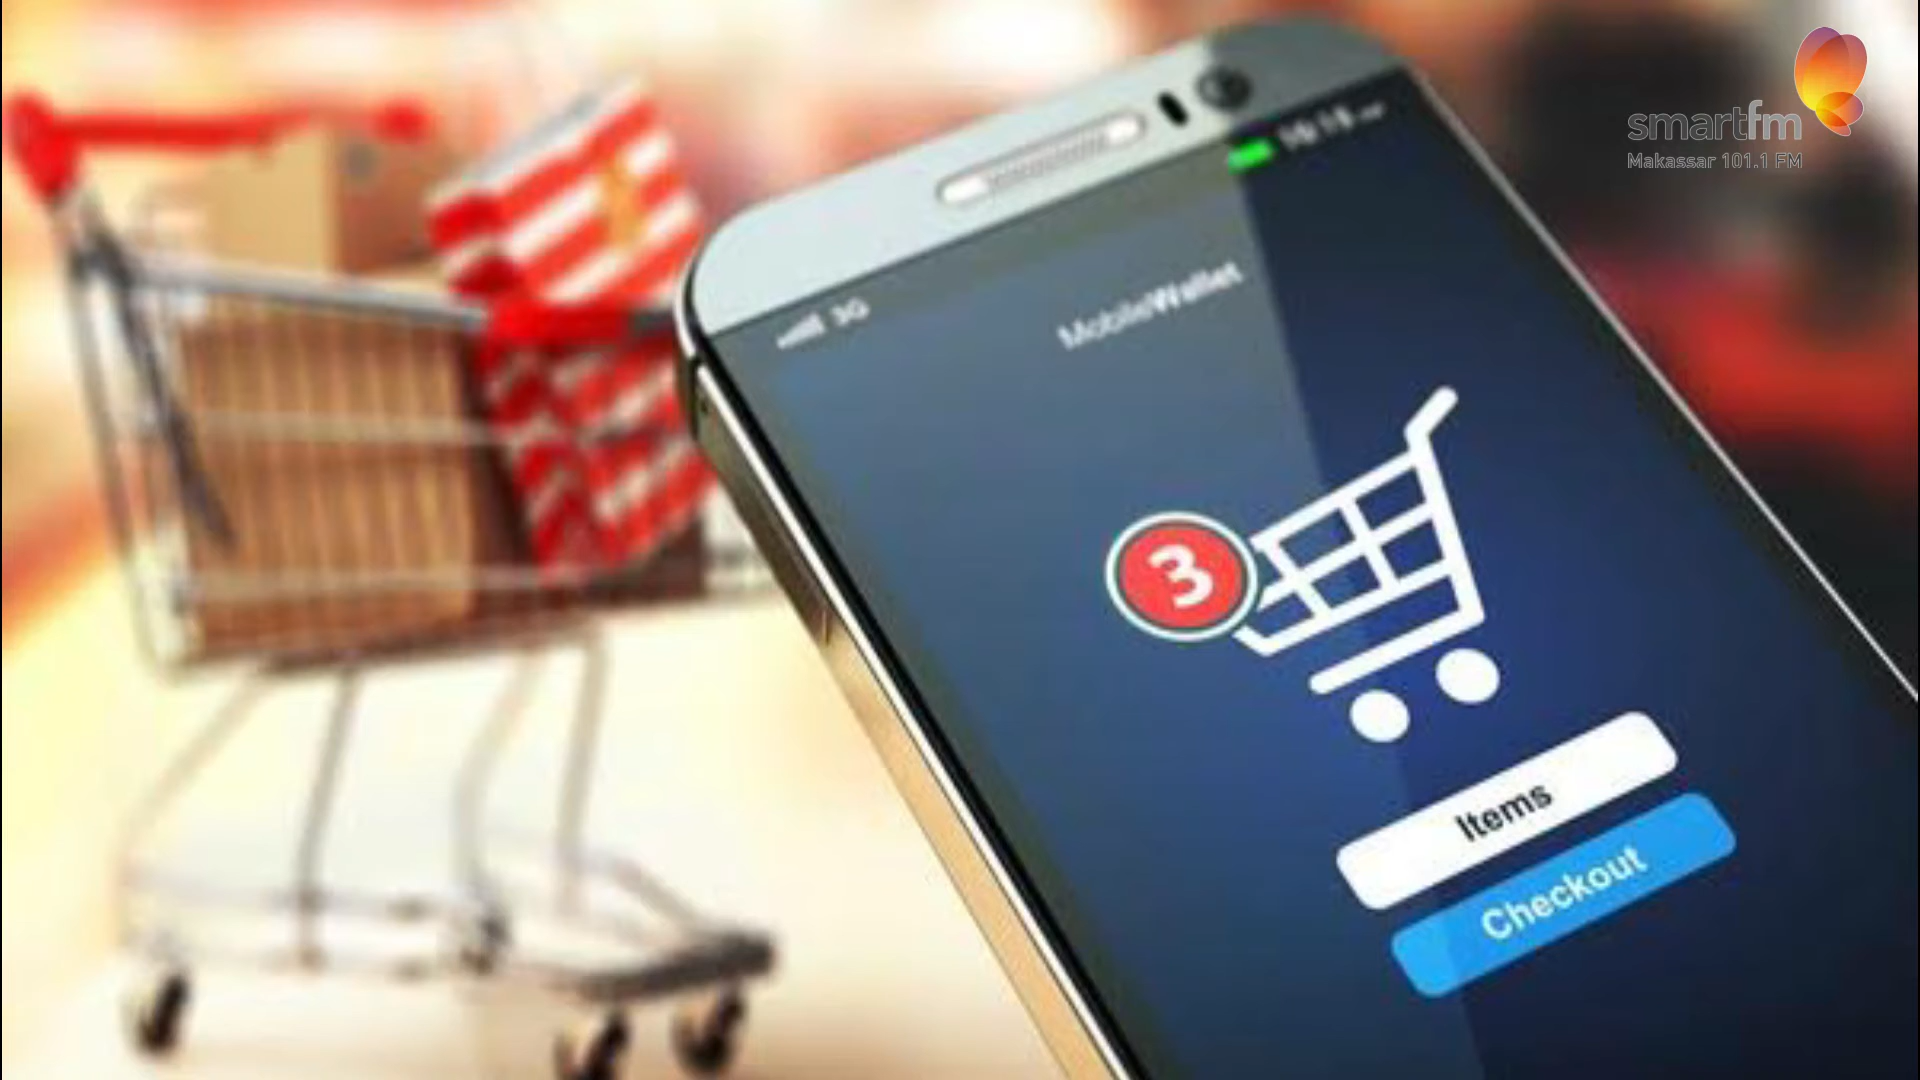 smartfm
Makassar 101.1 FM
3G
MobileWallet
3
Items
Checkout